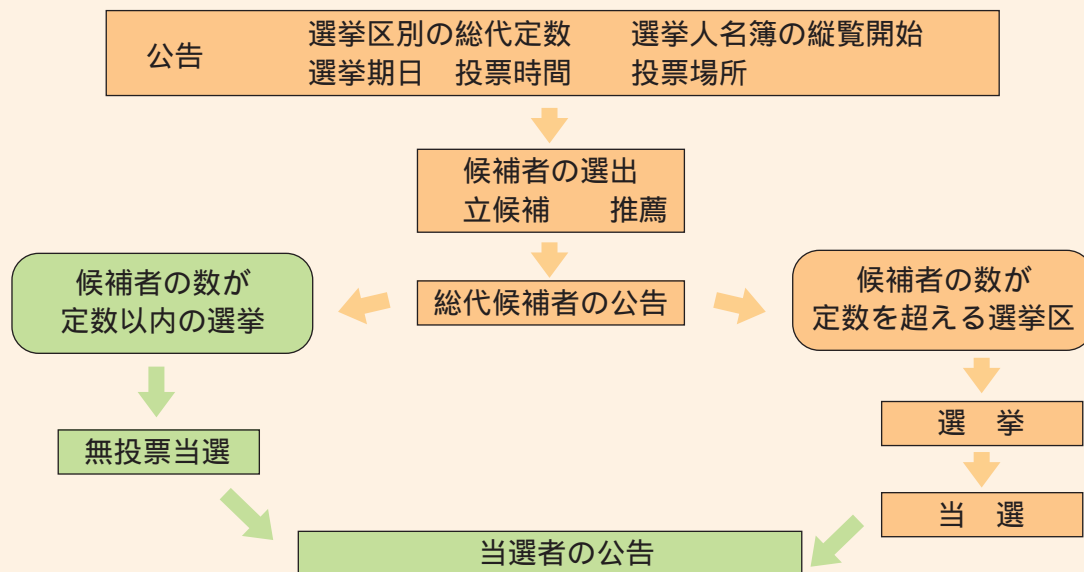 公告
選挙区別の総代定数　選挙人名簿の縦覧開始
選挙期日　投票時間　投票場所
候補者の選出
立候補　推薦
総代候補者の公告
候補者の数が
定数以内の選挙
候補者の数が
定数を超える選挙区
無投票当選
選　挙
当　選
当選者の公告